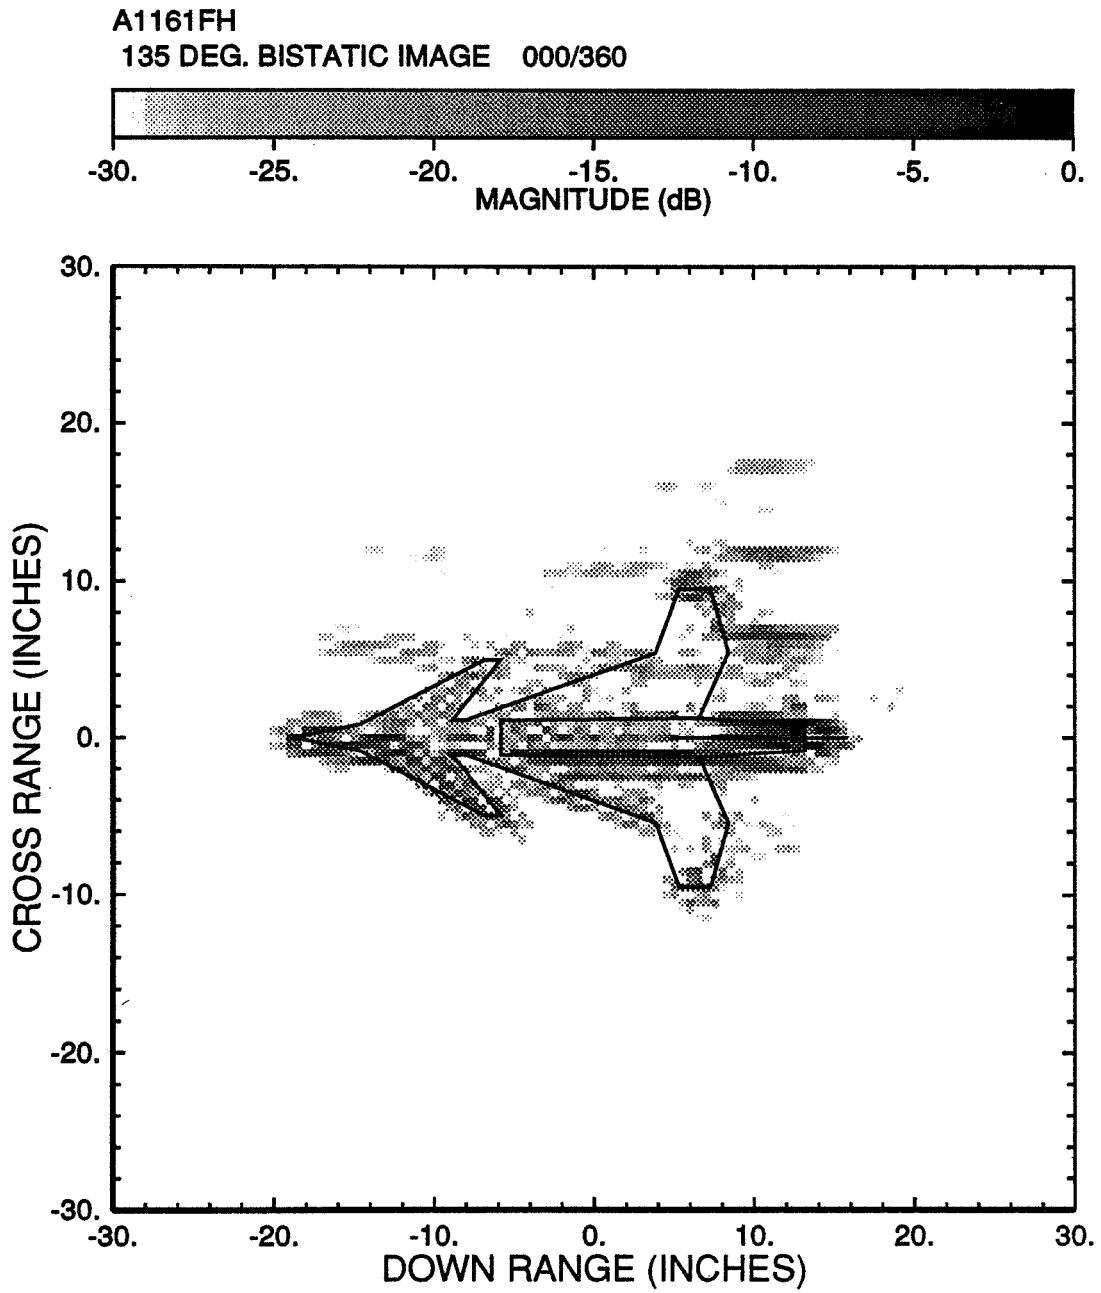 A1161FH
135 DEG. BISTATIC IMAGE 000/360
-30. -25. -20. -15. -10. -5. 0.
MAGNITUDE (dB)
30.
20.
10.
0.
-10.
-20.
-30.
CROSS RANGE (INCHES)
-30. -20. -10. 0. 10. 20. 30.
DOWN RANGE (INCHES)